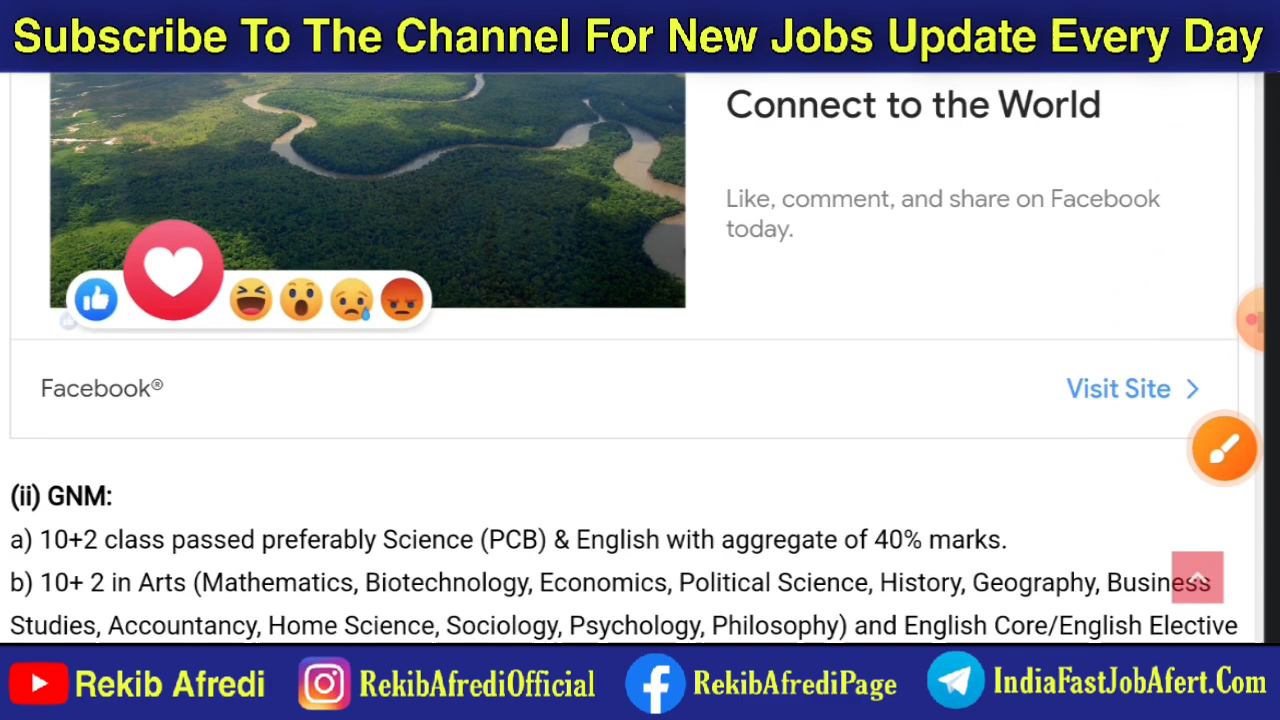 Subscribe To The Channel For New Jobs Update Every Day
Connect to the World
Like, comment, and share on Facebook
today.
Facebook®
Visit Site
(ii) GNM:
a) 10+2 class passed preferably Science (PCB) & English with aggregate of 40% marks.
b) 10+ 2 in Arts (Mathematics, Biotechnology, Economics, Political Science, History, Geography, Business
Studies, Accountancy, Home Science, Sociology, Psychology, Philosophy) and English Core/English Elective
Rekib Afredi
RekibAfrediOfficial
RekibAfrediPage
IndiaFastJobAfert.Com